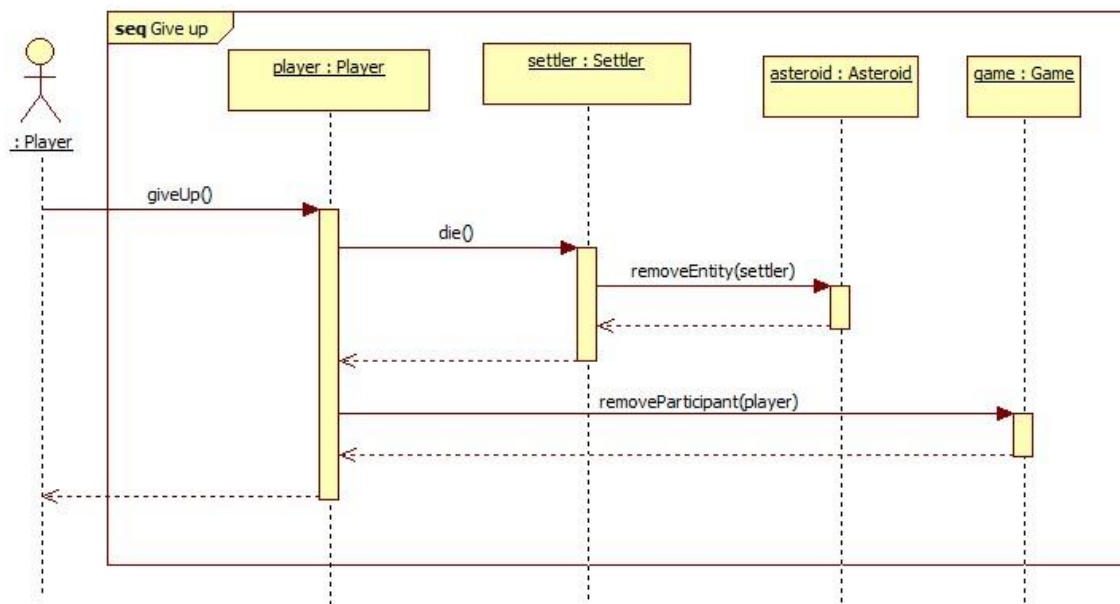 seq Give up
player : Player
settler : Settler
asteroid : Asteroid
game : Game
: Player
giveUp()
die()
removeEntity(settler)
removeParticipant(player)